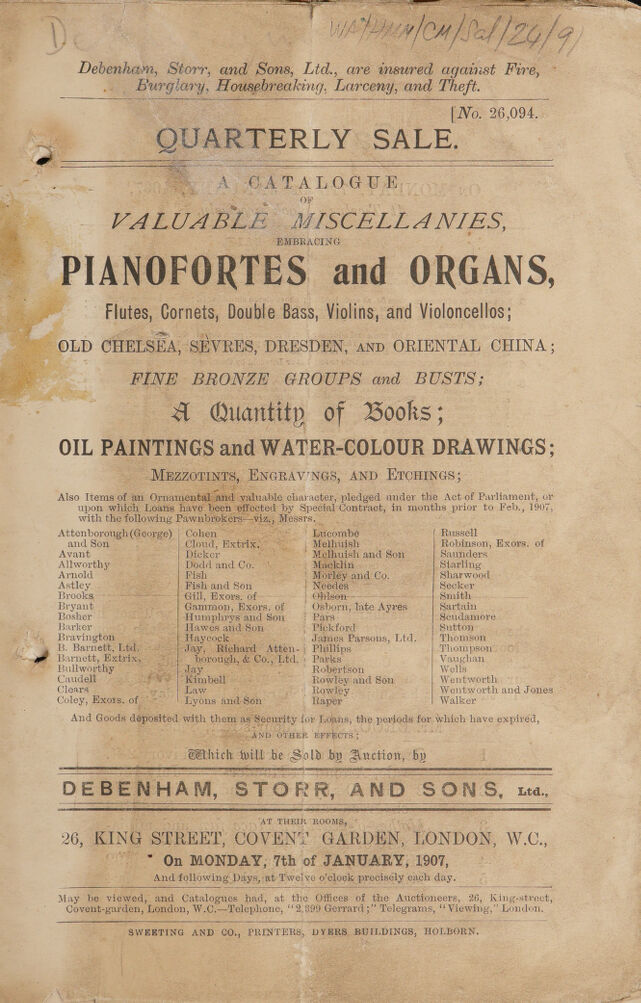 WA/HMM/CM/Sal/24/9
Debenham, Storr, and Sons, Ltd., are insured against Fire,
Burglary, Housebreaking, Larceny, and Theft.
[No. 26,094.
QUARTERLY SALE.
A CATALOGUE
OF
VALUABLE MISCELLANIES,
EMBRACING
PIANOFORTES and ORGANS,
Flutes, Cornets, Double Bass, Violins, and Violoncellos;
OLD CHELSEA, SÈVRES, DRESDEN, AND ORIENTAL CHINA;
FINE BRONZE GROUPS and BUSTS;
A Quantity of Books;
OIL PAINTINGS and WATER-COLOUR DRAWINGS;
MEZZOTINTS, ENGRAVINGS, AND ETCHINGS;
Also Items of an Ornamental and valuable character, pledged under the Act of Parliament, or
upon which Loans have been effected by Special Contract, in months prior to Feb., 1907,
with the following Pawnbrokers—viz., Messrs.
Attenborough (George)
and Son
Avant
Allworthy
Arnold
Astley
Brooks
Bryant
Bosher
Barker
Bravington
B. Barnett, Ltd.
Barnett, Extrix.
Bullworthy
Caudell
Clears
Coley, Exors. of
Cohen
Cloud, Extrix.
Dicker
Dodd and Co.
Fish
Fish and Son
Gill, Exors. of
Gammon, Exors. of
Humphrys and Son
Hawes and Son
Haycock
Jay, Richard Atten-
borough, & Co., Ltd.
Jay
Kimbell
Law
Lyons and Son
Lucombe
Melhuish
Melhuish and Son
Macklin
Morley and Co.
Needes
Ohlson
Osborn, late Ayres
Pars
Pickford
James Parsons, Ltd.
Phillips
Parks
Robertson
Rowley and Son
Rowley
Raper
Russell
Robinson, Exors. of
Saunders
Starling
Sharwood
Secker
Smith
Sartain
Scudamore
Sutton
Thomson
Thompson
Vaughan
Wells
Wentworth
Wentworth and Jones
Walker
And Goods deposited with them as Security for Loans, the periods for which have expired,
AND OTHER EFFECTS;
Which will be Sold by Auction, by
DEBENHAM, STORR, AND SONS, Ltd.,
AT THEIR ROOMS,
26, KING STREET, COVENT GARDEN, LONDON, W.C.,
On MONDAY, 7th of JANUARY, 1907,
And following Days, at Twelve o'clock precisely each day.
May be viewed, and Catalogues had, at the Offices of the Auctioneers, 26, King-street,
Covent-garden, London, W.C.—Telephone, "2,399 Gerrard;" Telegrams, "Viewing," London.
SWEETING AND CO., PRINTERS, DYERS BUILDINGS, HOLBORN.